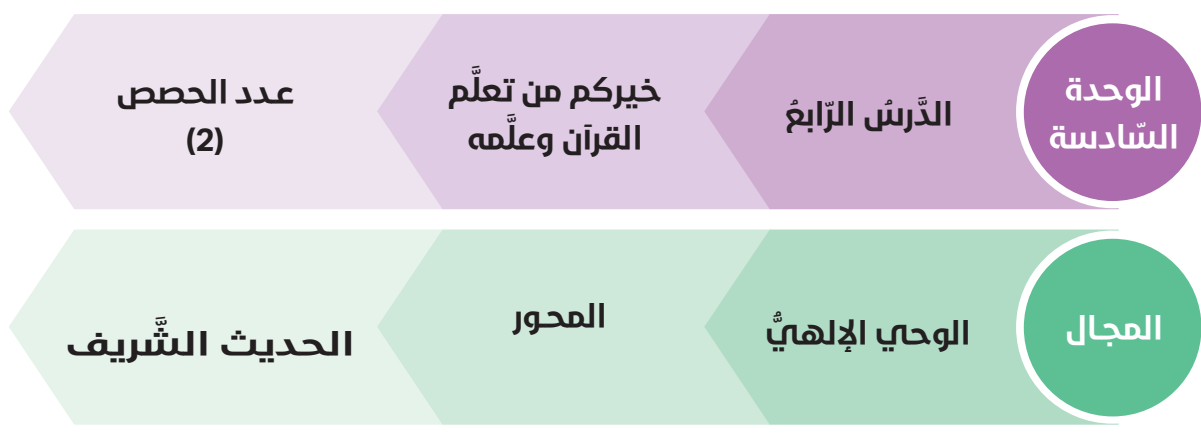 الوحدة
السّادسة
الدَّرسُ الرّابعُ
خيركم من تعلَّم
القرآن وعلَّمه
عدد الحصص
(2)
المجال
الوحي الإلهيُّ
المحور
الحديث الشَّريف